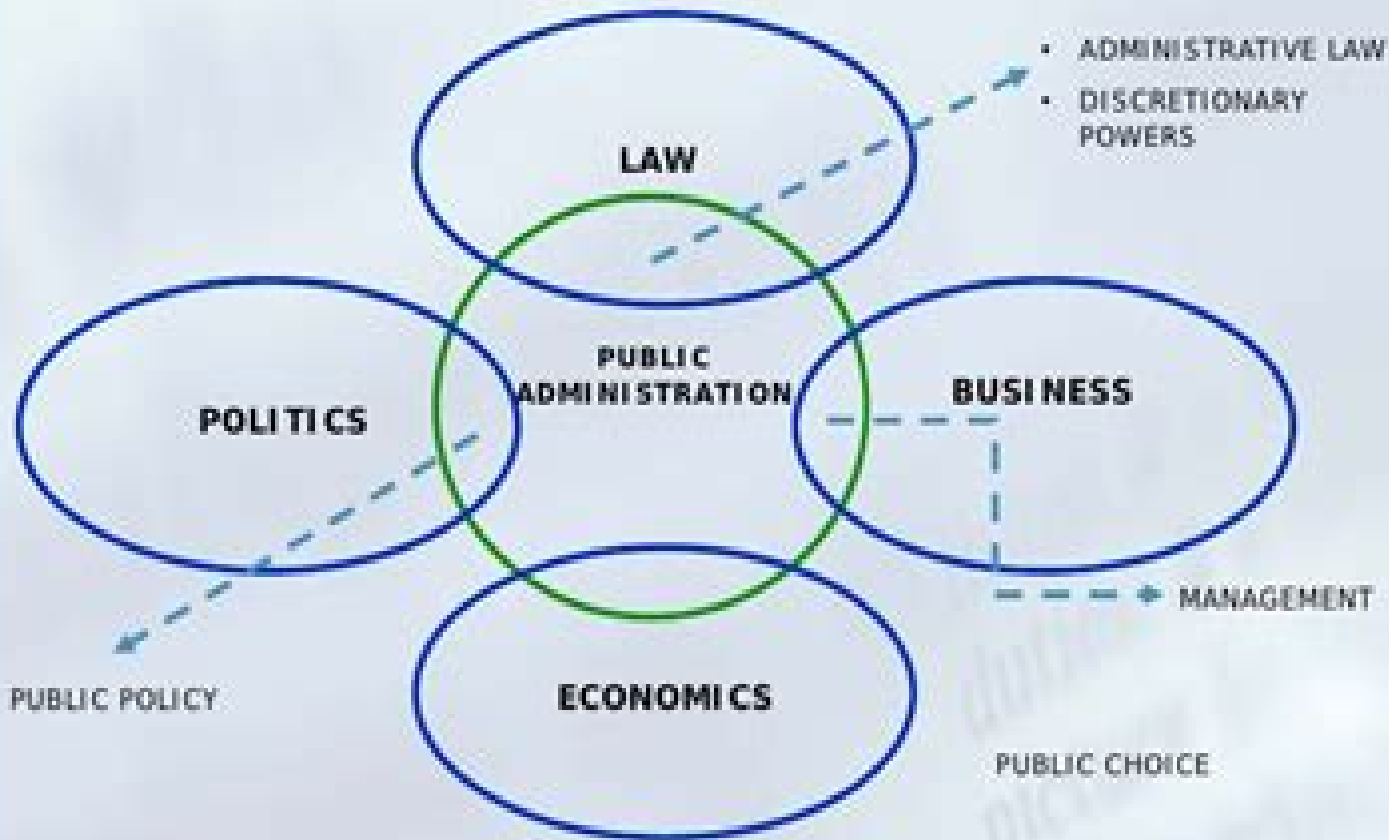 • ADMINISTRATIVE LAW
• DISCRETIONARY
POWERS
LAW
PUBLIC
ADMINISTRATION
POLITICS
BUSINESS
MANAGEMENT
PUBLIC POLICY
ECONOMICS
PUBLIC CHOICE